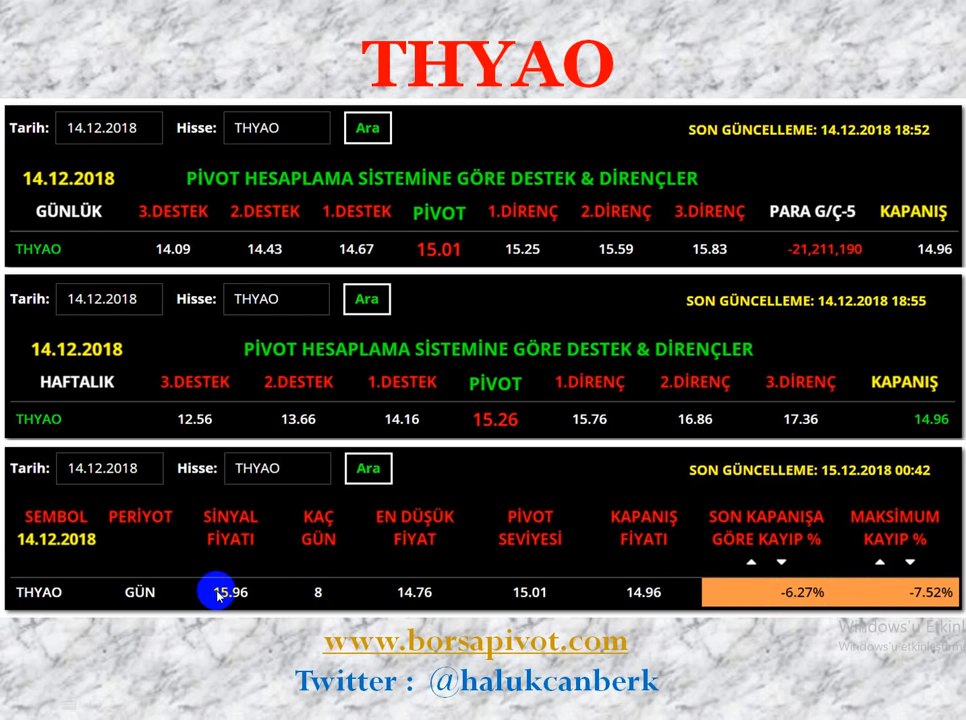 THYAO
Tarih: 14.12.2018 Hisse: THYAO Ara SON GÜNCELLEME: 14.12.2018 18:52
14.12.2018 PİVOT HESAPLAMA SİSTEMİNE GÖRE DESTEK & DİRENÇLER
GÜNLÜK 3.DESTEK 2.DESTEK 1.DESTEK PİVOT 1.DİRENÇ 2.DİRENÇ 3.DİRENÇ PARA G/Ç-5 KAPANIŞ
THYAO 14.09 14.43 14.67 15.01 15.25 15.59 15.83 -21,211,190 14.96
Tarih: 14.12.2018 Hisse: THYAO Ara SON GÜNCELLEME: 14.12.2018 18:55
14.12.2018 PİVOT HESAPLAMA SİSTEMİNE GÖRE DESTEK & DİRENÇLER
HAFTALIK 3.DESTEK 2.DESTEK 1.DESTEK PİVOT 1.DİRENÇ 2.DİRENÇ 3.DİRENÇ KAPANIŞ
THYAO 12.56 13.66 14.16 15.26 15.76 16.86 17.36 14.96
Tarih: 14.12.2018 Hisse: THYAO Ara SON GÜNCELLEME: 15.12.2018 00:42
SEMBOL PERİYOT SİNYAL KAÇ EN DÜŞÜK PİVOT KAPANIŞ SON KAPANIŞA MAKSİMUM
14.12.2018 FİYATI GÜN FİYAT SEVİYESİ FİYATI GÖRE KAYIP % KAYIP %
THYAO GÜN 15.96 8 14.76 15.01 14.96 -6.27% -7.52%
Windows'u Etkinl
Windows'u etkinleştirm
www.borsapivot.com
Twitter : @halukcanberk